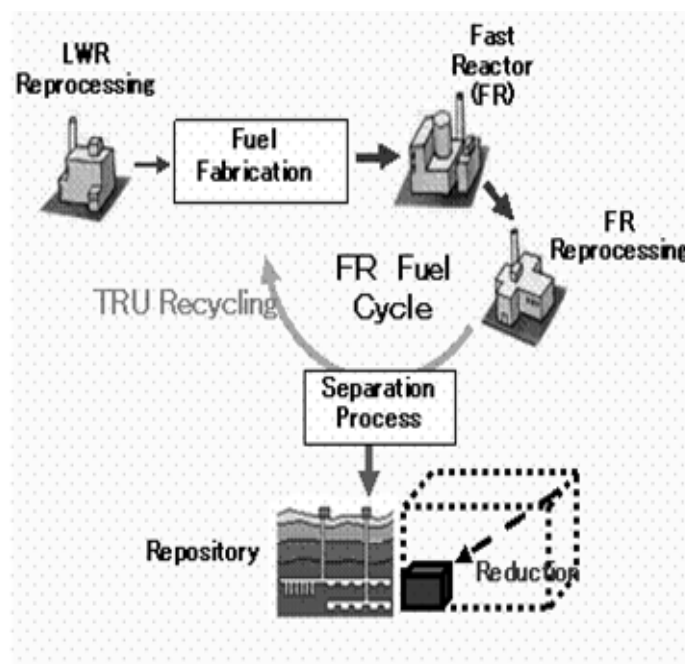 LWR
Reprocessing
Fuel
Fabrication
Fast
Reactor
(FR)
FR
Reprocessing
FR Fuel
Cycle
TRU Recycling
Separation
Process
Repository
Reduction